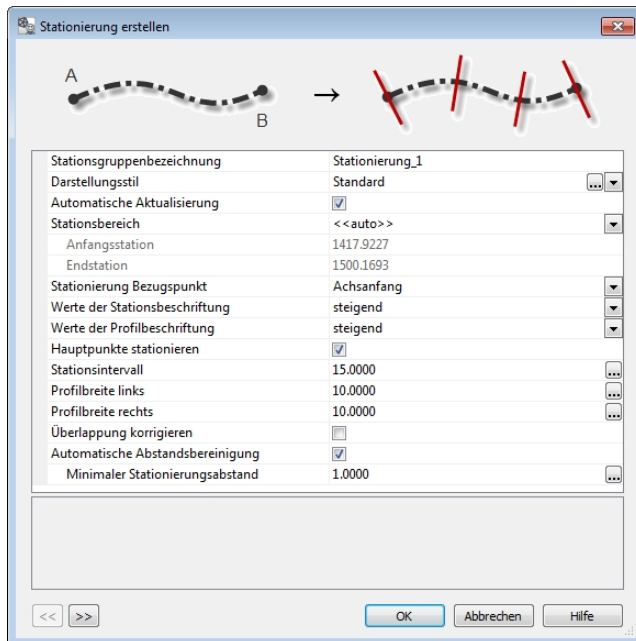 Stationierung erstellen
A
B
Stationsgruppenbezeichnung Stationierung_1
Darstellungsstil Standard ...
Automatische Aktualisierung
Stationsbereich <<auto>>
Anfangsstation 1417.9227
Endstation 1500.1693
Stationierung Bezugspunkt Achsanfang
Werte der Stationsbeschriftung steigend
Werte der Profilbeschriftung steigend
Hauptpunkte stationieren
Stationsintervall 15.0000 ...
Profilbreite links 10.0000 ...
Profilbreite rechts 10.0000 ...
Überlappung korrigieren
Automatische Abstandsbereinigung
Minimaler Stationierungsabstand 1.0000 ...
<< >> OK Abbrechen Hilfe